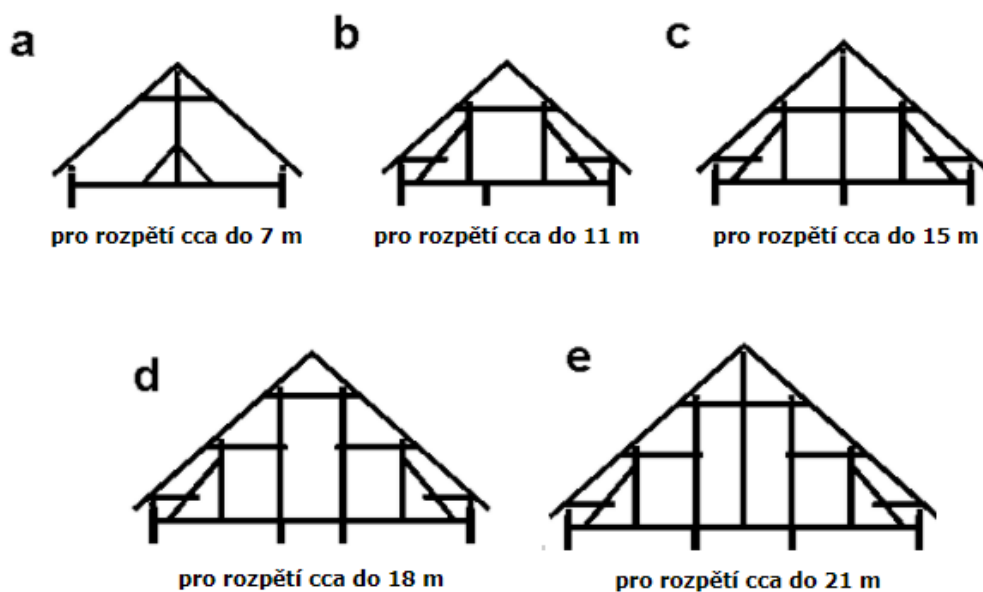 a
b
c
pro rozpětí cca do 7 m
pro rozpětí cca do 11 m
pro rozpětí cca do 15 m
d
e
pro rozpětí cca do 18 m
pro rozpětí cca do 21 m